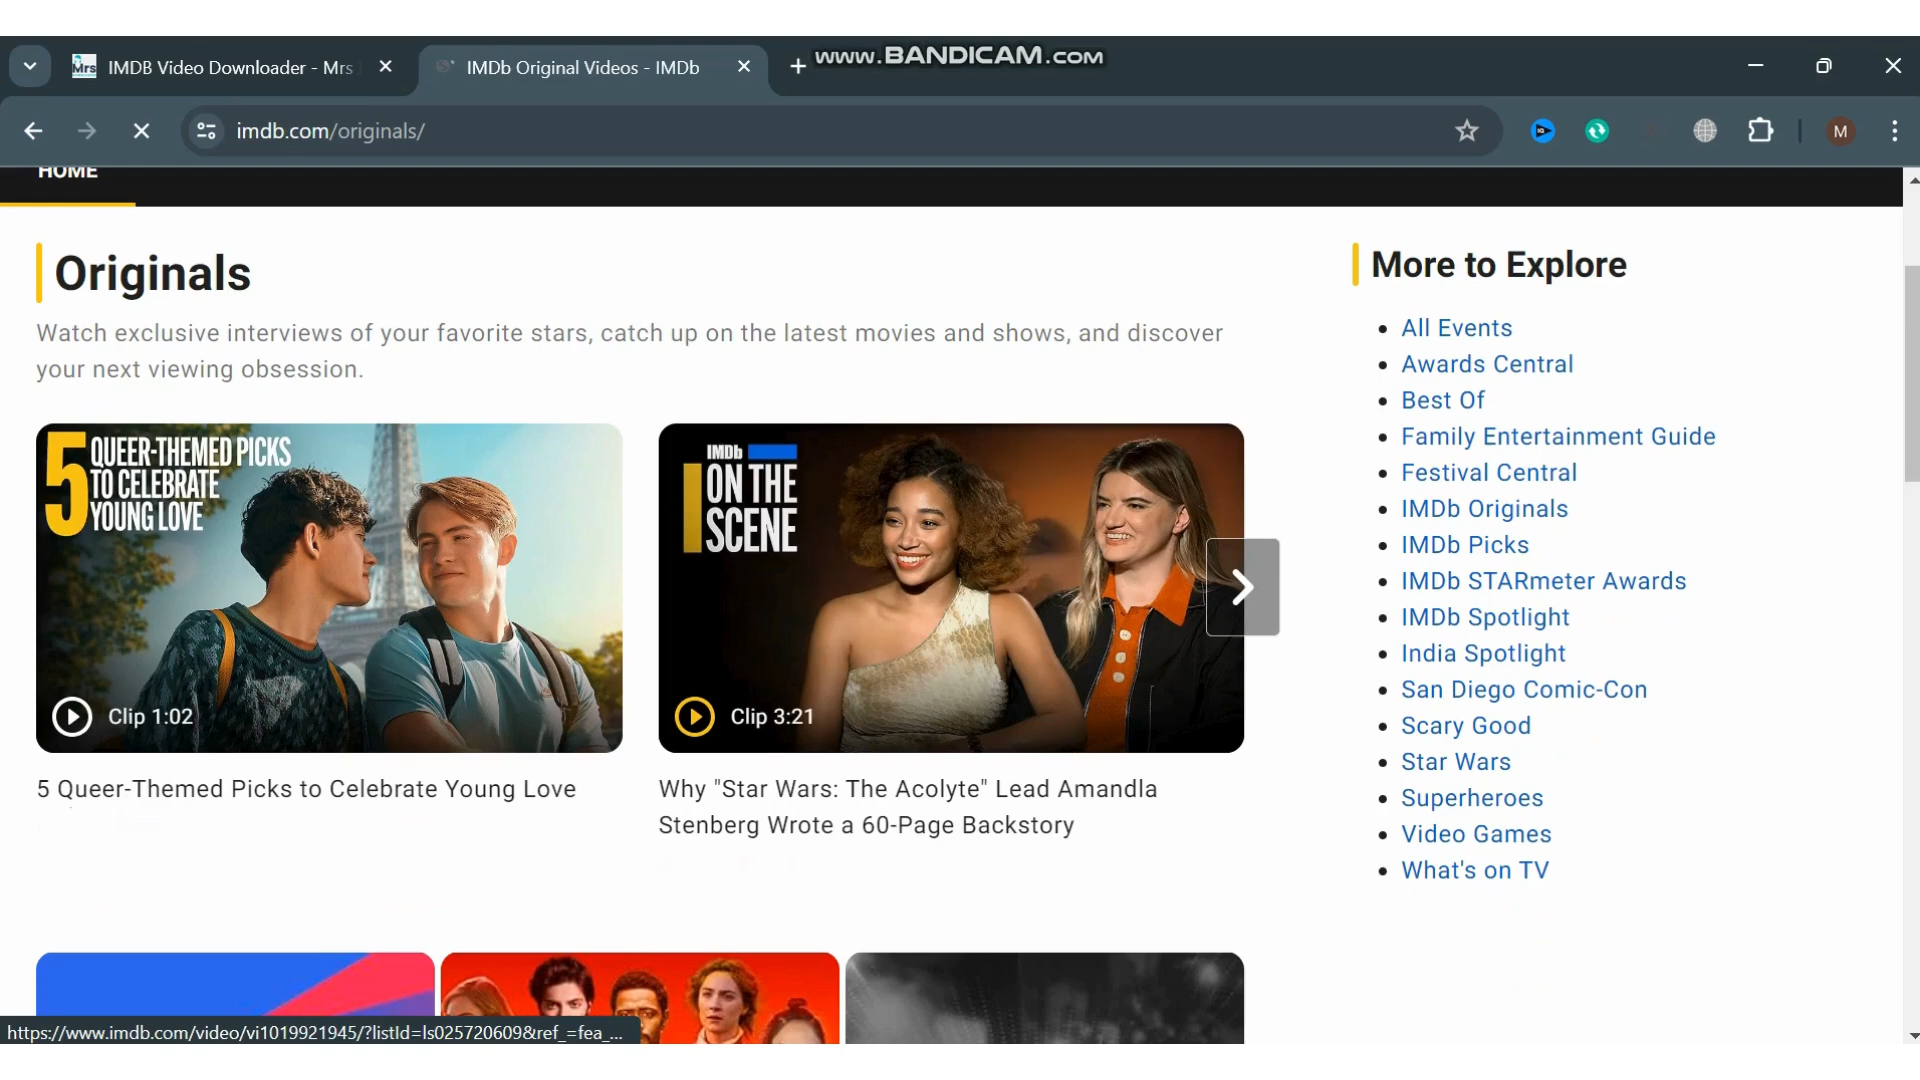 www.BANDICAM.com
IMDB Video Downloader - Mrs
IMDb Original Videos - IMDb
imdb.com/originals/
M
HOME
Originals
Watch exclusive interviews of your favorite stars, catch up on the latest movies and shows, and discover
your next viewing obsession.
5 QUEER-THEMED PICKS
TO CELEBRATE
YOUNG LOVE
Clip 1:02
5 Queer-Themed Picks to Celebrate Young Love
IMDb
ON THE
SCENE
Clip 3:21
Why "Star Wars: The Acolyte" Lead Amandla
Stenberg Wrote a 60-Page Backstory
More to Explore
All Events
Awards Central
Best Of
Family Entertainment Guide
Festival Central
IMDb Originals
IMDb Picks
IMDb STARmeter Awards
IMDb Spotlight
India Spotlight
San Diego Comic-Con
Scary Good
Star Wars
Superheroes
Video Games
What's on TV
https://www.imdb.com/video/vi1019921945/?listId=ls025720609&ref_=fea_...